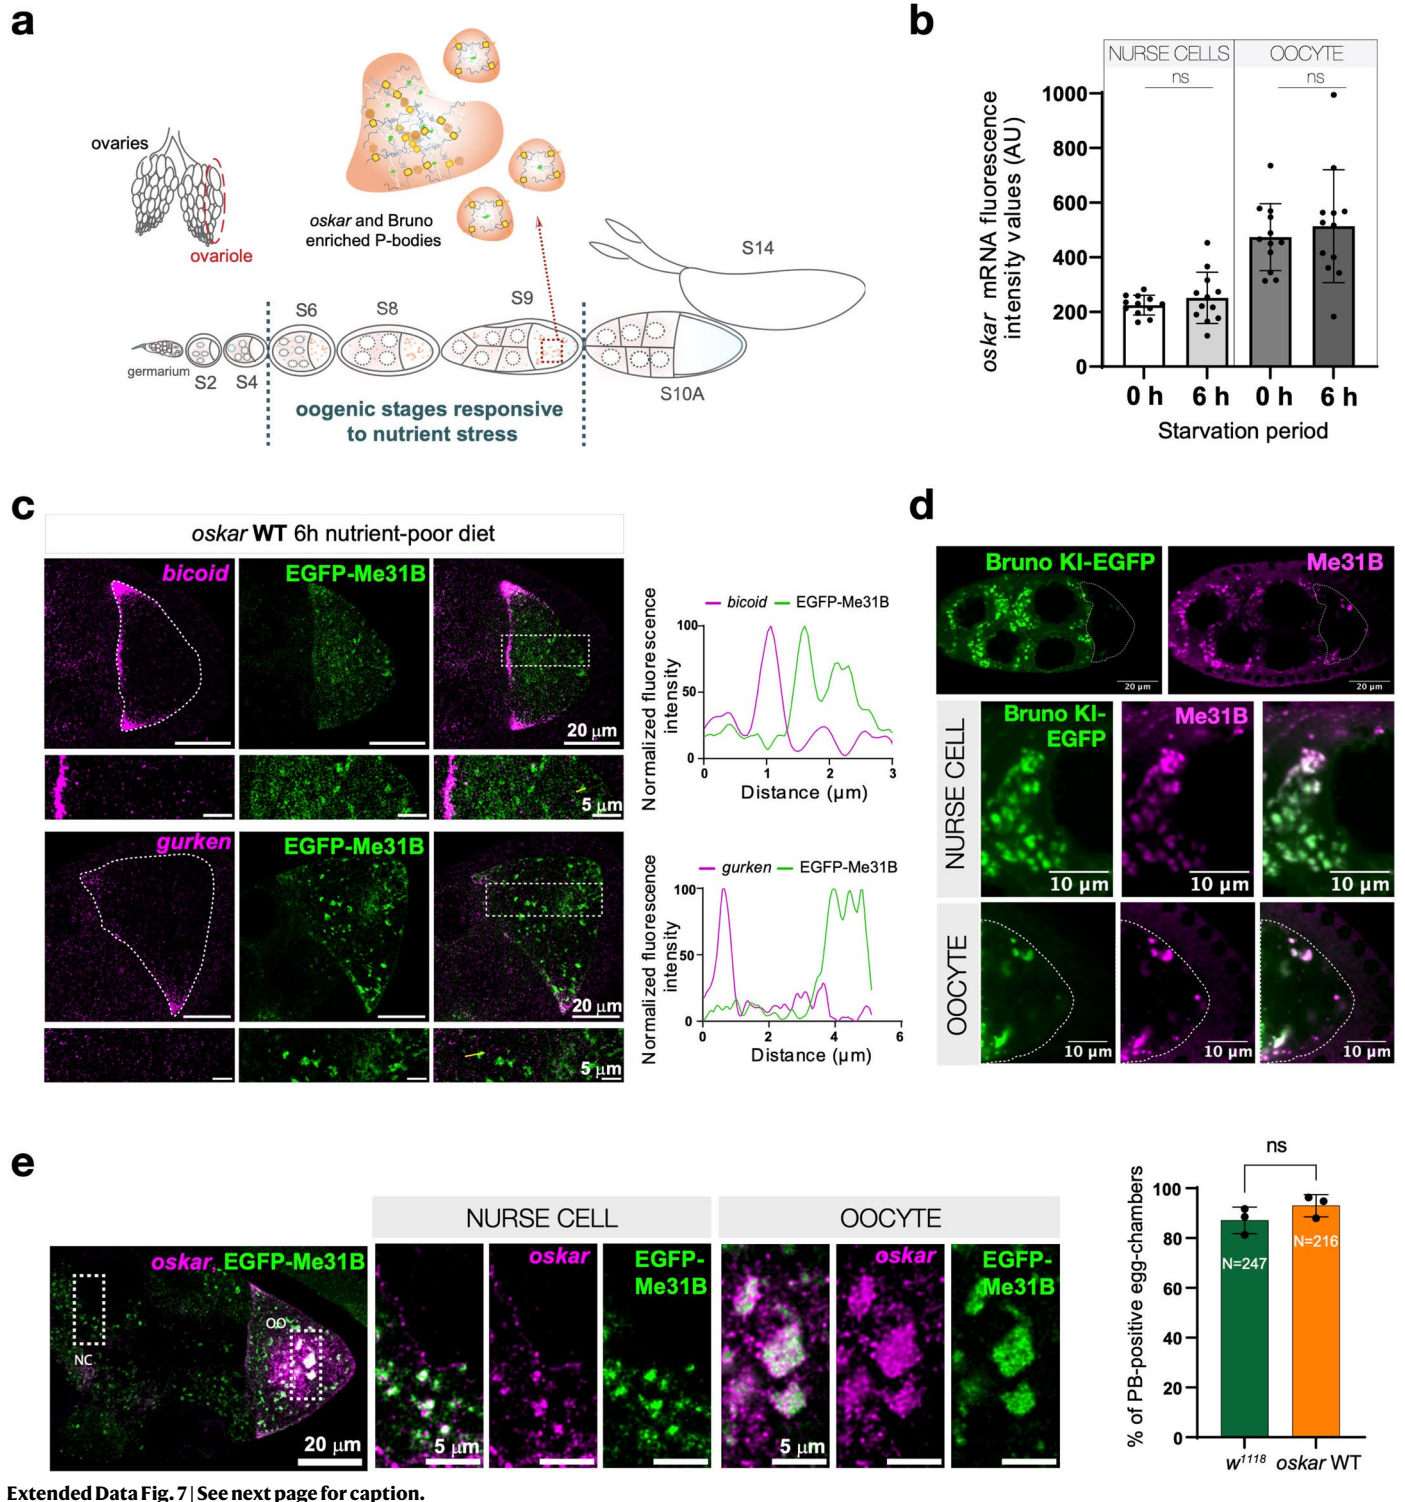 a
ovaries
ovariole
oskar and Bruno
enriched P-bodies
germarium
S2
S4
S6
S8
S9
S10A
S14
oogenic stages responsive
to nutrient stress
b
NURSE CELLS
OOCYTE
ns
ns
oskar mRNA fluorescence
intensity values (AU)
1000
800
600
400
200
0
0 h
6 h
0 h
6 h
Starvation period
c
oskar WT 6h nutrient-poor diet
bicoid
EGFP-Me31B
20 µm
5 µm
gurken
EGFP-Me31B
20 µm
5 µm
Normalized fluorescence
intensity
bicoid
EGFP-Me31B
100
50
0
0
1
2
3
Distance (µm)
Normalized fluorescence
intensity
gurken
EGFP-Me31B
100
50
0
0
2
4
6
Distance (µm)
d
Bruno KI-EGFP
Me31B
20 µm
20 µm
NURSE CELL
Bruno KI-
EGFP
Me31B
10 µm
10 µm
10 µm
OOCYTE
10 µm
10 µm
10 µm
e
oskar, EGFP-Me31B
NC
OO
20 µm
NURSE CELL
oskar
EGFP-
Me31B
5 µm
OOCYTE
oskar
EGFP-
Me31B
5 µm
ns
% of PB-positive egg-chambers
100
80
60
40
20
0
N=247
N=216
w1118
oskar WT
Extended Data Fig. 7 | See next page for caption.